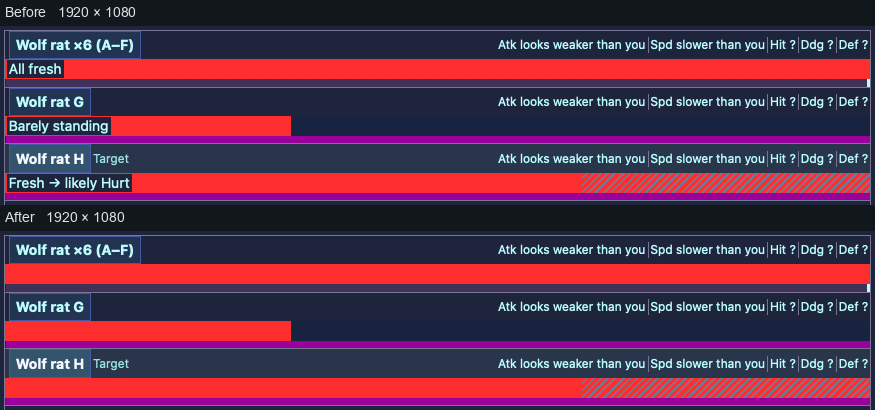 Before 1920 × 1080
Wolf rat ×6 (A–F) Atk looks weaker than you Spd slower than you Hit ? Ddg ? Def ?
All fresh
Wolf rat G Atk looks weaker than you Spd slower than you Hit ? Ddg ? Def ?
Barely standing
Wolf rat H Target Atk looks weaker than you Spd slower than you Hit ? Ddg ? Def ?
Fresh → likely Hurt
After 1920 × 1080
Wolf rat ×6 (A–F) Atk looks weaker than you Spd slower than you Hit ? Ddg ? Def ?
Wolf rat G Atk looks weaker than you Spd slower than you Hit ? Ddg ? Def ?
Wolf rat H Target Atk looks weaker than you Spd slower than you Hit ? Ddg ? Def ?